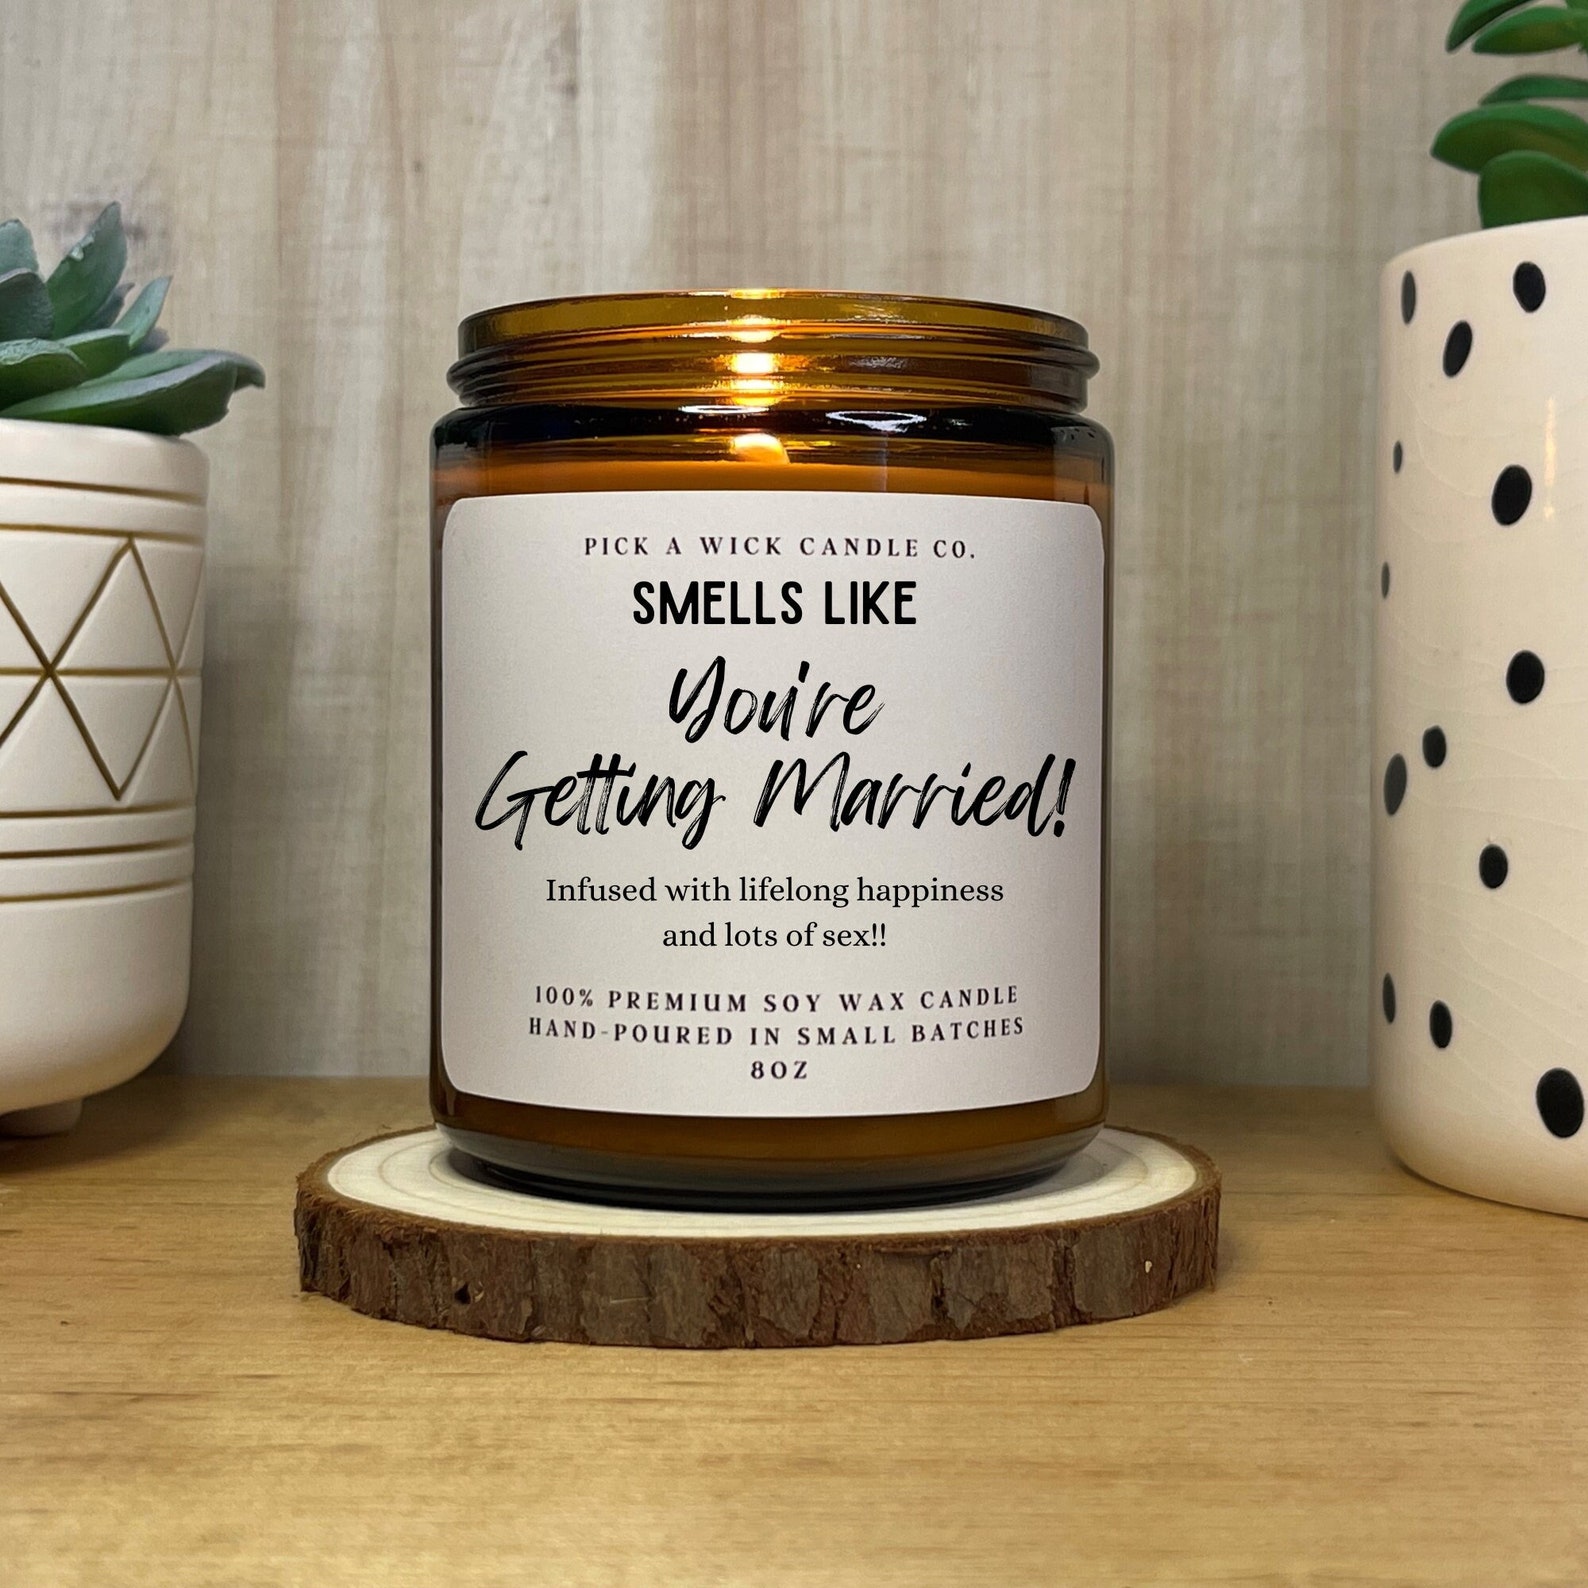 PICK A WICK CANDLE CO.
SMELLS LIKE
You're
Getting Married!
Infused with lifelong happiness
and lots of sex!!
100% PREMIUM SOY WAX CANDLE
HAND-POURED IN SMALL BATCHES
8OZ